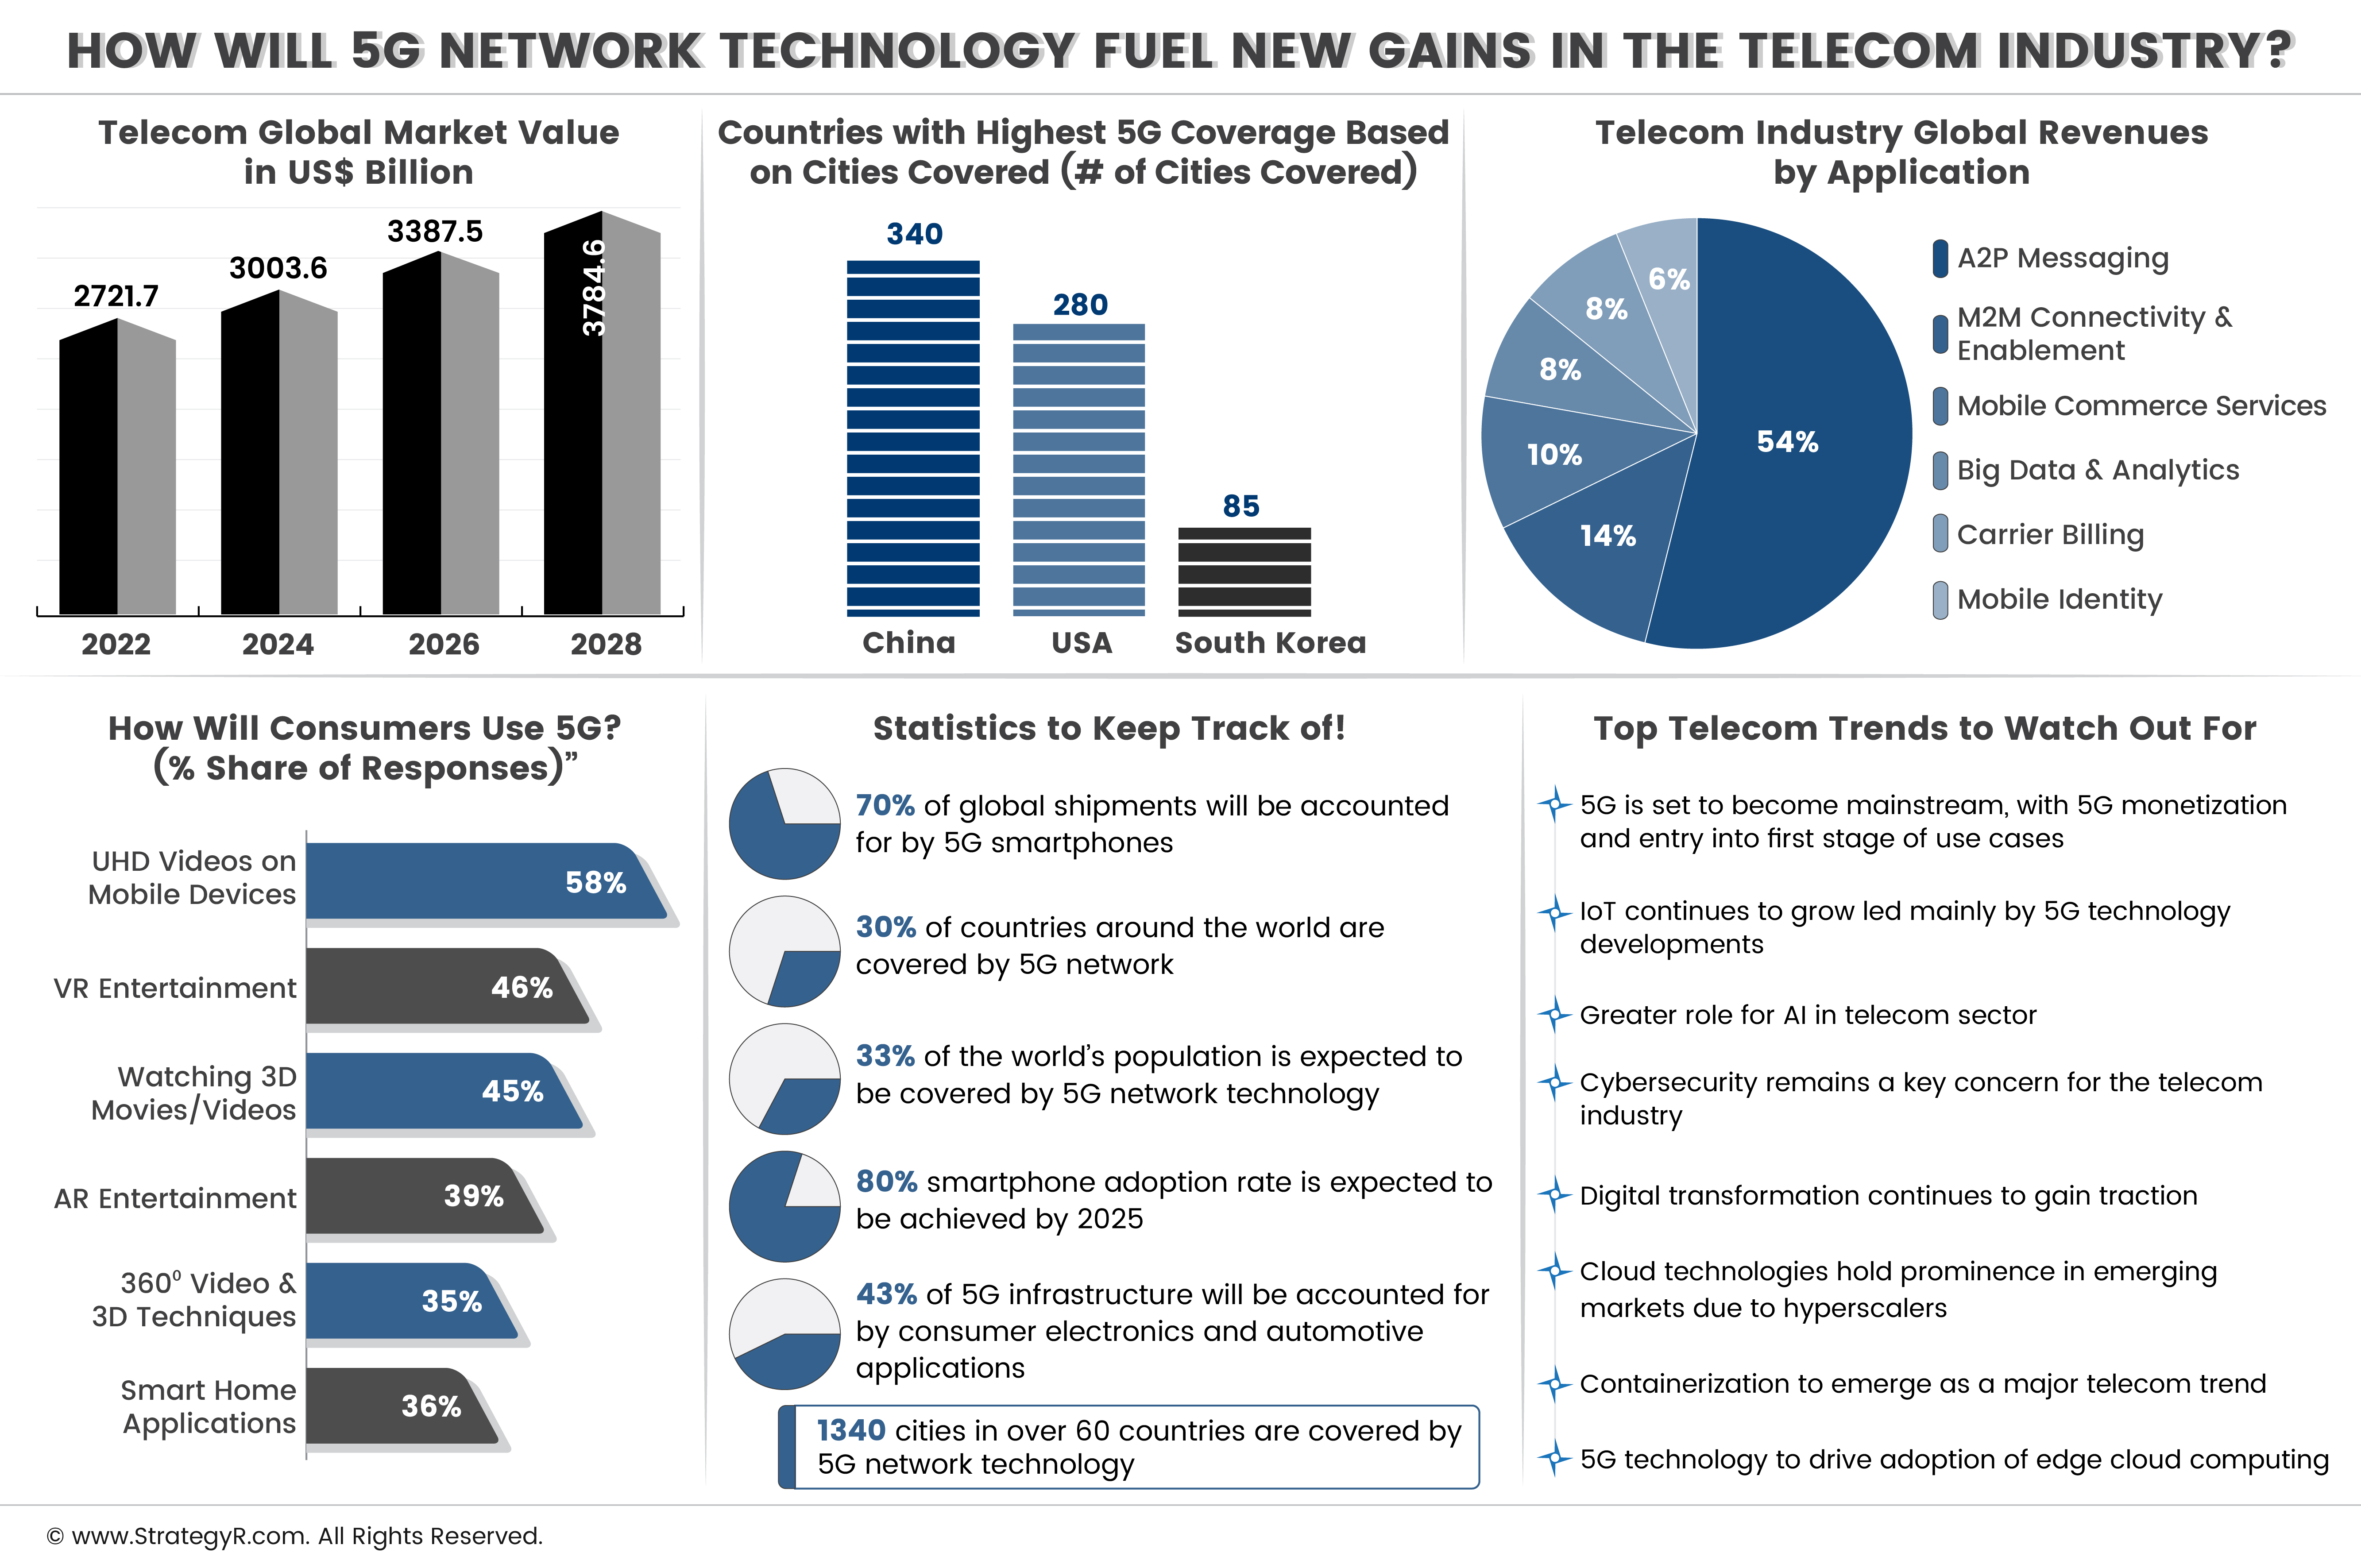 HOW WILL 5G NETWORK TECHNOLOGY FUEL NEW GAINS IN THE TELECOM INDUSTRY?
Telecom Global Market Value
in US$ Billion
2721.7
3003.6
3387.5
3784.6
2022
2024
2026
2028
Countries with Highest 5G Coverage Based
on Cities Covered (# of Cities Covered)
340
280
85
China
USA
South Korea
Telecom Industry Global Revenues
by Application
6%
8%
8%
10%
14%
54%
A2P Messaging
M2M Connectivity &
Enablement
Mobile Commerce Services
Big Data & Analytics
Carrier Billing
Mobile Identity
How Will Consumers Use 5G?
(% Share of Responses)”
UHD Videos on
Mobile Devices
58%
VR Entertainment
46%
Watching 3D
Movies/Videos
45%
AR Entertainment
39%
360⁰ Video &
3D Techniques
35%
Smart Home
Applications
36%
Statistics to Keep Track of!
70% of global shipments will be accounted
for by 5G smartphones
30% of countries around the world are
covered by 5G network
33% of the world’s population is expected to
be covered by 5G network technology
80% smartphone adoption rate is expected to
be achieved by 2025
43% of 5G infrastructure will be accounted for
by consumer electronics and automotive
applications
1340 cities in over 60 countries are covered by
5G network technology
Top Telecom Trends to Watch Out For
5G is set to become mainstream, with 5G monetization
and entry into first stage of use cases
IoT continues to grow led mainly by 5G technology
developments
Greater role for AI in telecom sector
Cybersecurity remains a key concern for the telecom
industry
Digital transformation continues to gain traction
Cloud technologies hold prominence in emerging
markets due to hyperscalers
Containerization to emerge as a major telecom trend
5G technology to drive adoption of edge cloud computing
© www.StrategyR.com. All Rights Reserved.